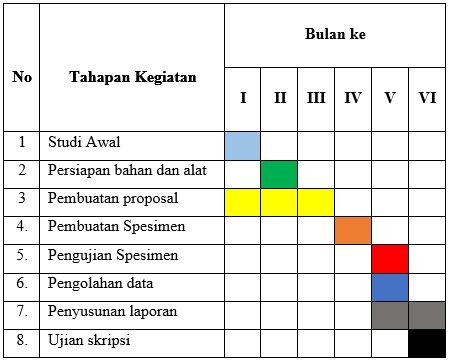 Bulan ke
No Tahapan Kegiatan
I II III IV V VI
1 Studi Awal
2 Persiapan bahan dan alat
3 Pembuatan proposal
4. Pembuatan Spesimen
5. Pengujian Spesimen
6. Pengolahan data
7. Penyusunan laporan
8. Ujian skripsi